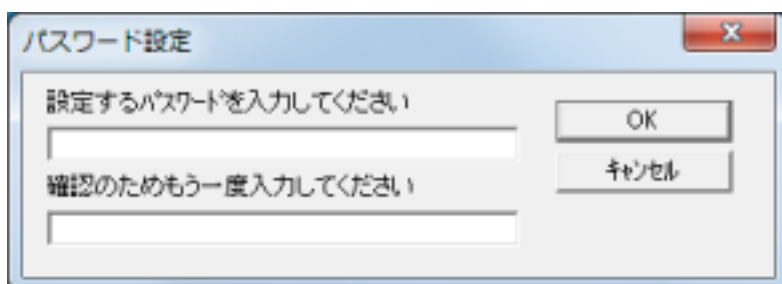 パスワード設定
設定するﾊﾟｽﾜｰﾄﾞを入力してください
OK
確認のためもう一度入力してください
ｷｬﾝｾﾙ